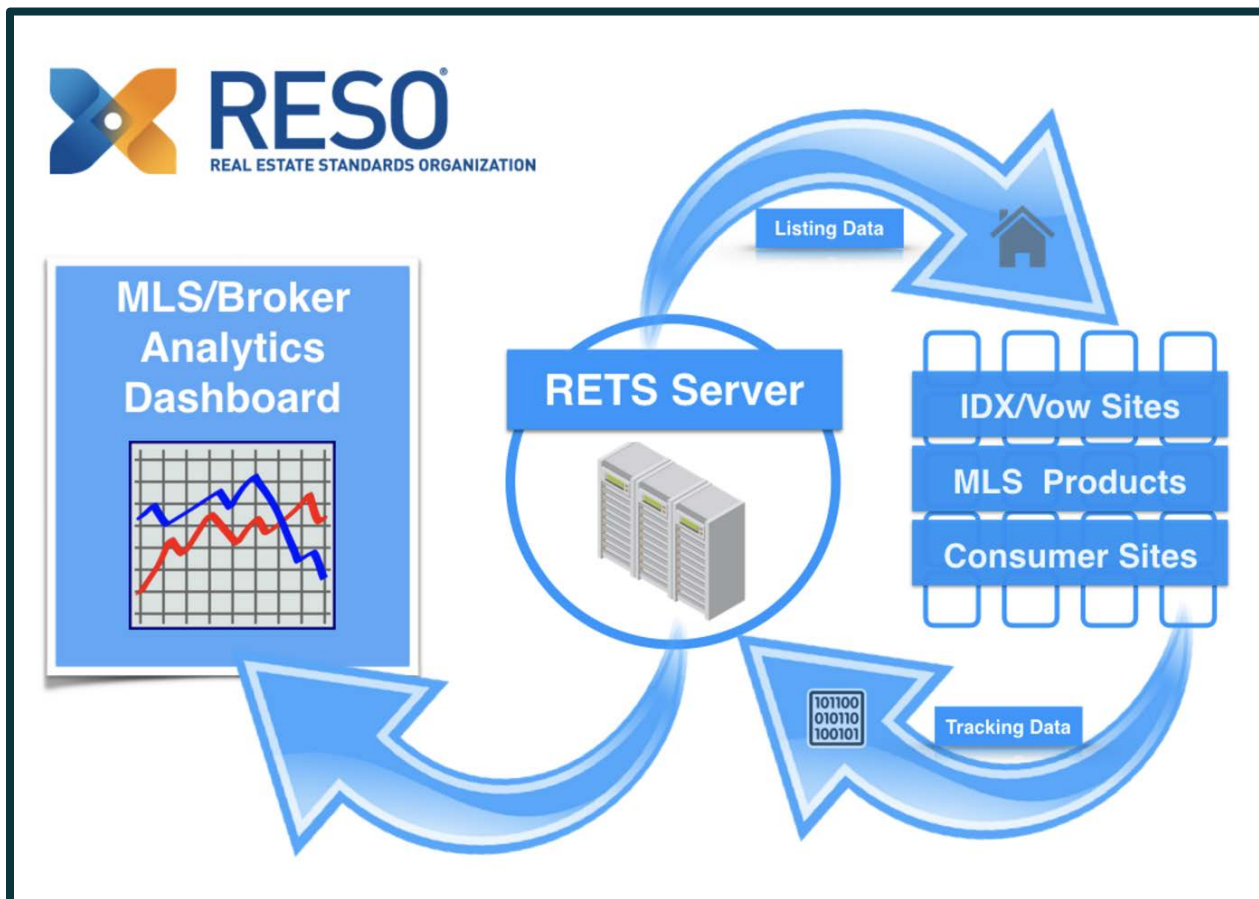 RESO®
REAL ESTATE STANDARDS ORGANIZATION
Listing Data
MLS/Broker
Analytics
Dashboard
RETS Server
IDX/Vow Sites
MLS Products
Consumer Sites
101100
010110
100101
Tracking Data